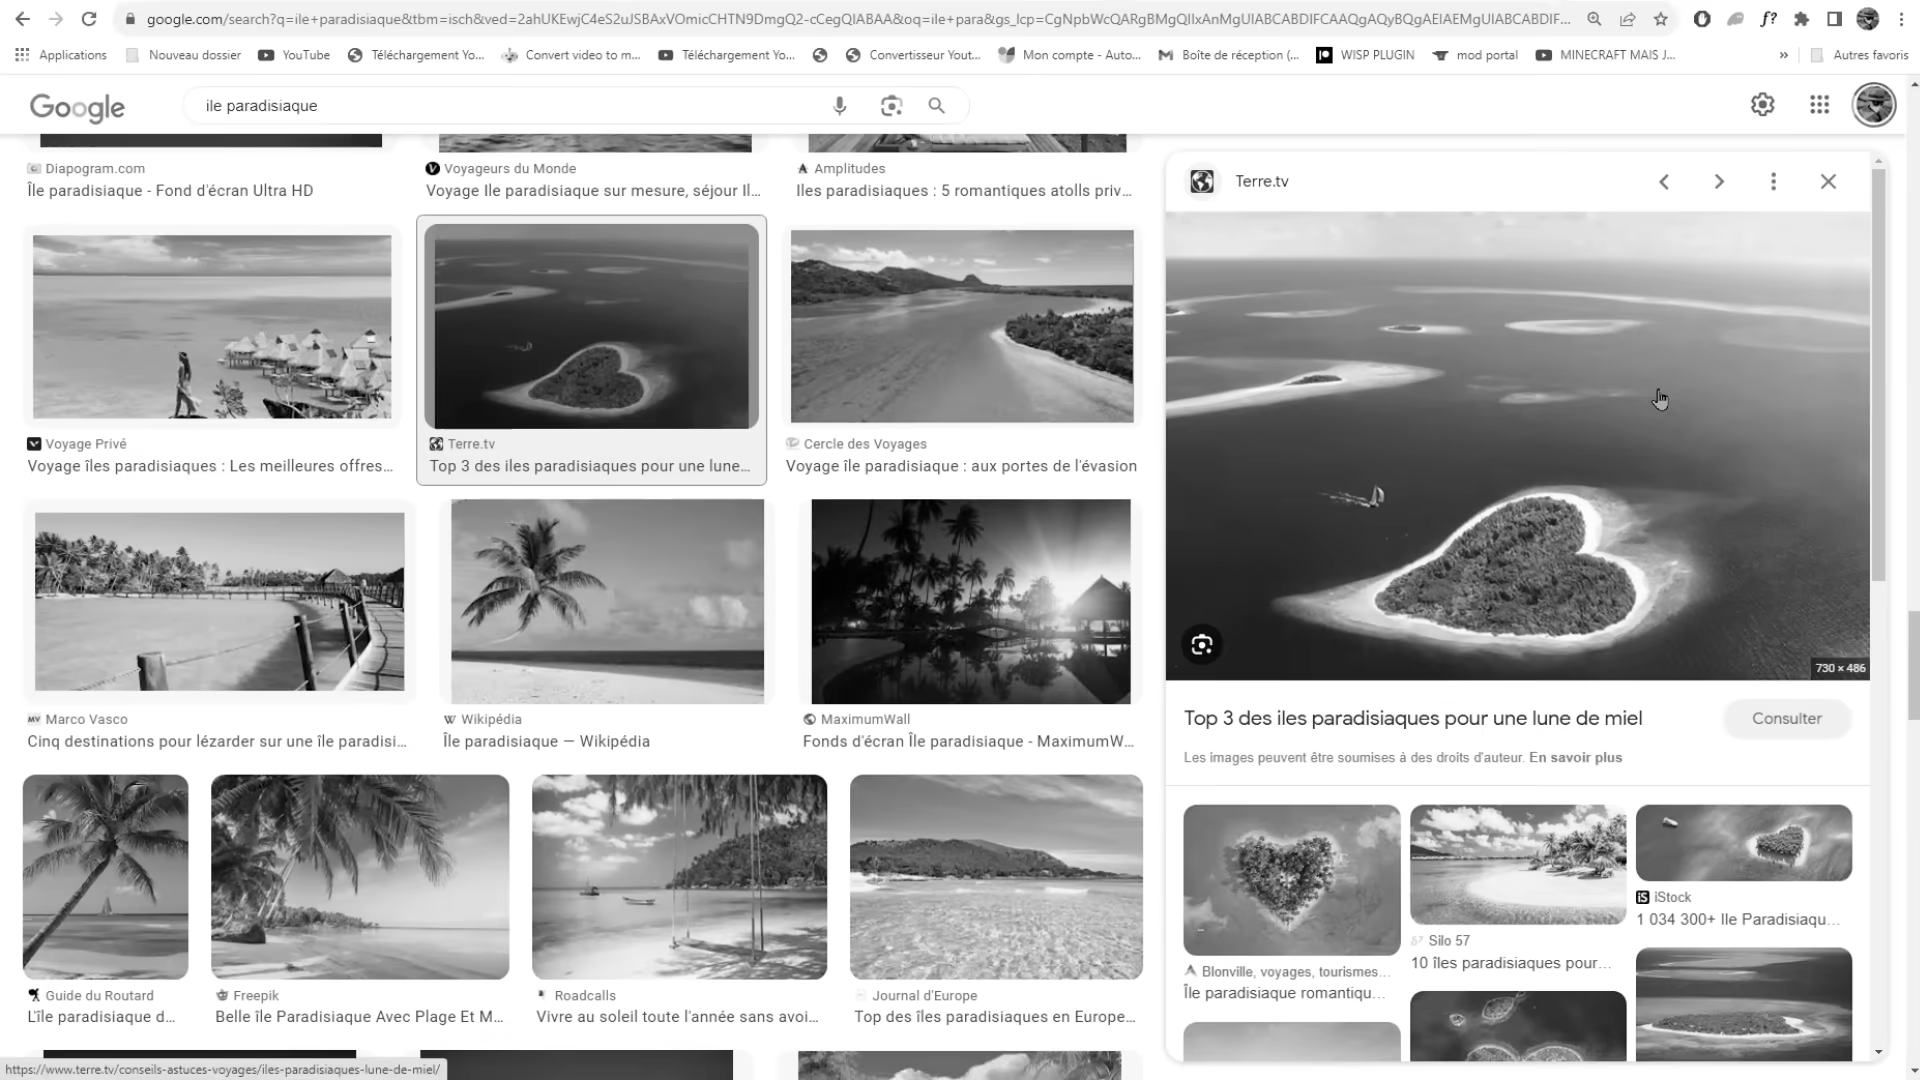 google.com/search?q=ile+paradisiaque&tbm=isch&ved=2ahUKEwjC4eS2uJSBAxVOmicCHTN9DmgQ2-cCegQIABAA&oq=ile+para&gs_lcp=CgNpbWcQARgBMgQIIxAnMgUIABCABDIFCAAQgAQyBQgAEIAEMgUIABCABDIF...
Applications Nouveau dossier YouTube Téléchargement Yo... Convert video to m... Téléchargement Yo... Convertisseur Yout... Mon compte - Auto... Boîte de réception (... WISP PLUGIN mod portal MINECRAFT MAIS J... » Autres favoris
Google
ile paradisiaque
Diapogram.com
Île paradisiaque - Fond d'écran Ultra HD
Voyageurs du Monde
Voyage Ile paradisiaque sur mesure, séjour Il...
Amplitudes
Iles paradisiaques : 5 romantiques atolls priv...
Voyage Privé
Voyage îles paradisiaques : Les meilleures offres...
Terre.tv
Top 3 des iles paradisiaques pour une lune...
Cercle des Voyages
Voyage île paradisiaque : aux portes de l'évasion
MV Marco Vasco
Cinq destinations pour lézarder sur une île paradisi...
W Wikipédia
Île paradisiaque — Wikipédia
MaximumWall
Fonds d'écran Île paradisiaque - MaximumW...
Guide du Routard
L'île paradisiaque d...
Freepik
Belle île Paradisiaque Avec Plage Et M...
Roadcalls
Vivre au soleil toute l'année sans avoi...
Journal d'Europe
Top des îles paradisiaques en Europe...
Terre.tv
730 × 486
Top 3 des iles paradisiaques pour une lune de miel
Consulter
Les images peuvent être soumises à des droits d'auteur. En savoir plus
Blonville, voyages, tourismes...
Île paradisiaque romantiqu...
Silo 57
10 îles paradisiaques pour...
iS iStock
1 034 300+ Ile Paradisiaqu...
https://www.terre.tv/conseils-astuces-voyages/iles-paradisiaques-lune-de-miel/